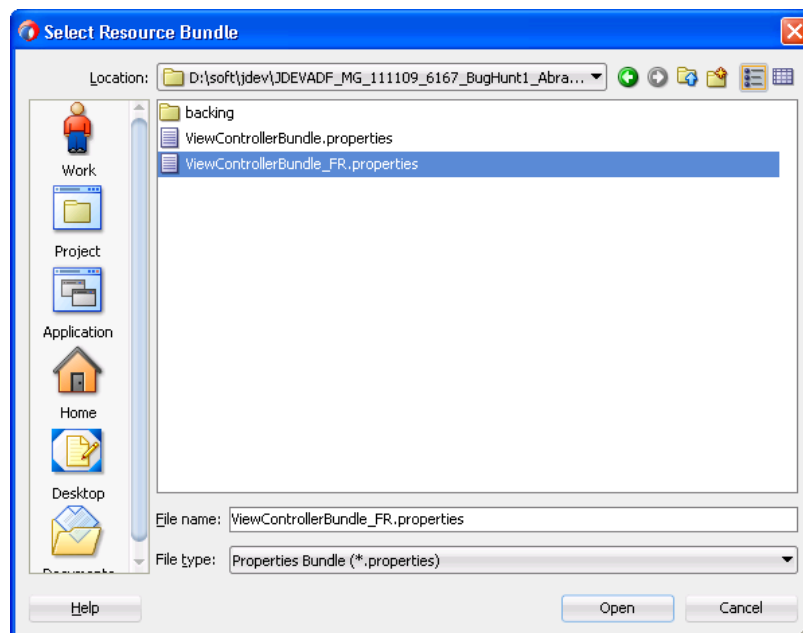 Select Resource Bundle
Location: D:\soft\jdev\JDEVADF_MG_111109_6167_BugHunt1_Abra...
backing
ViewControllerBundle.properties
ViewControllerBundle_FR.properties
Work
Project
Application
Home
Desktop
Documents
File name: ViewControllerBundle_FR.properties
File type: Properties Bundle (*.properties)
Help
Open
Cancel